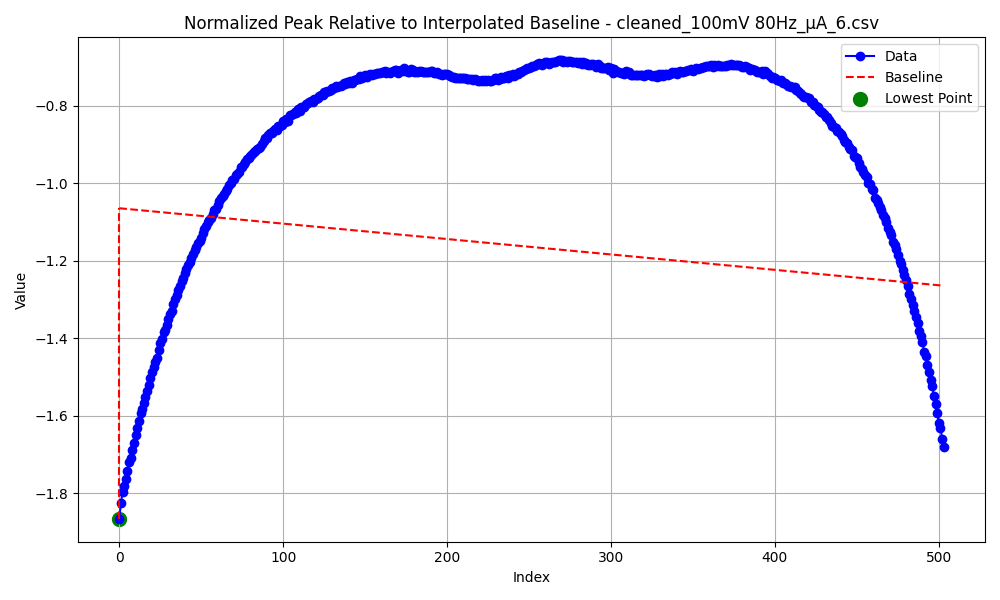 Normalized Peak Relative to Interpolated Baseline - cleaned_100mV 80Hz_µA_6.csv
Data
Baseline
Lowest Point
Value
−0.8
−1.0
−1.2
−1.4
−1.6
−1.8
0
100
200
300
400
500
Index